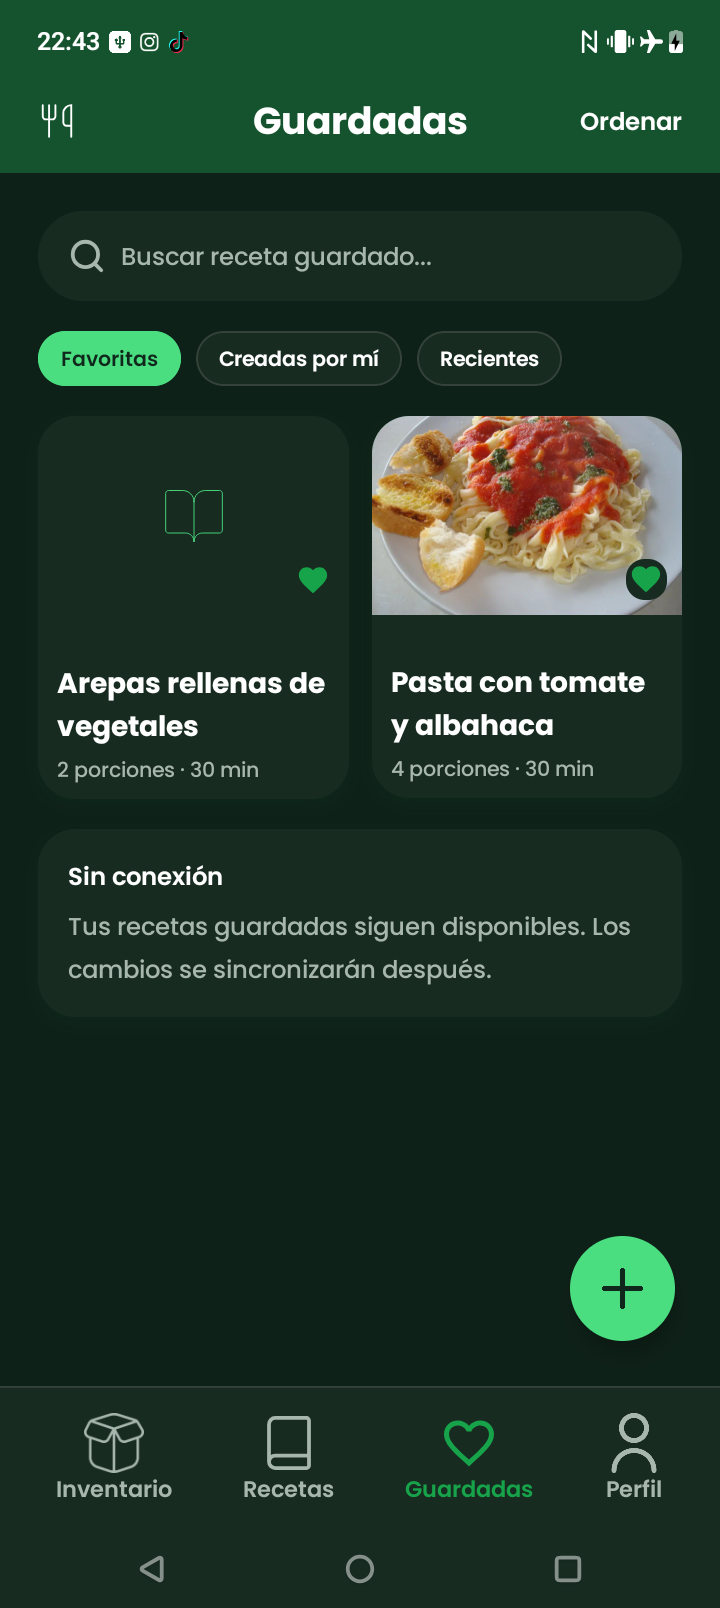 22:43
Guardadas
Ordenar
Buscar receta guardado...
Favoritas
Creadas por mí
Recientes
Arepas rellenas de
vegetales
2 porciones · 30 min
Pasta con tomate
y albahaca
4 porciones · 30 min
Sin conexión
Tus recetas guardadas siguen disponibles. Los
cambios se sincronizarán después.
Inventario
Recetas
Guardadas
Perfil